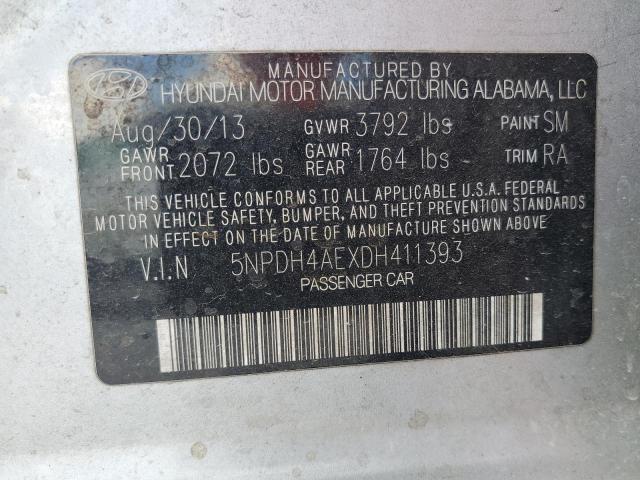 MANUFACTURED BY
HYUNDAI MOTOR MANUFACTURING ALABAMA, LLC
Aug/30/13 GVWR 3792 lbs PAINT SM
GAWR FRONT 2072 lbs GAWR REAR 1764 lbs TRIM RA
THIS VEHICLE CONFORMS TO ALL APPLICABLE U.S.A. FEDERAL
MOTOR VEHICLE SAFETY, BUMPER, AND THEFT PREVENTION STANDARDS
IN EFFECT ON THE DATE OF MANUFACTURE SHOWN ABOVE
V.I.N 5NPDH4AEXDH411393
PASSENGER CAR